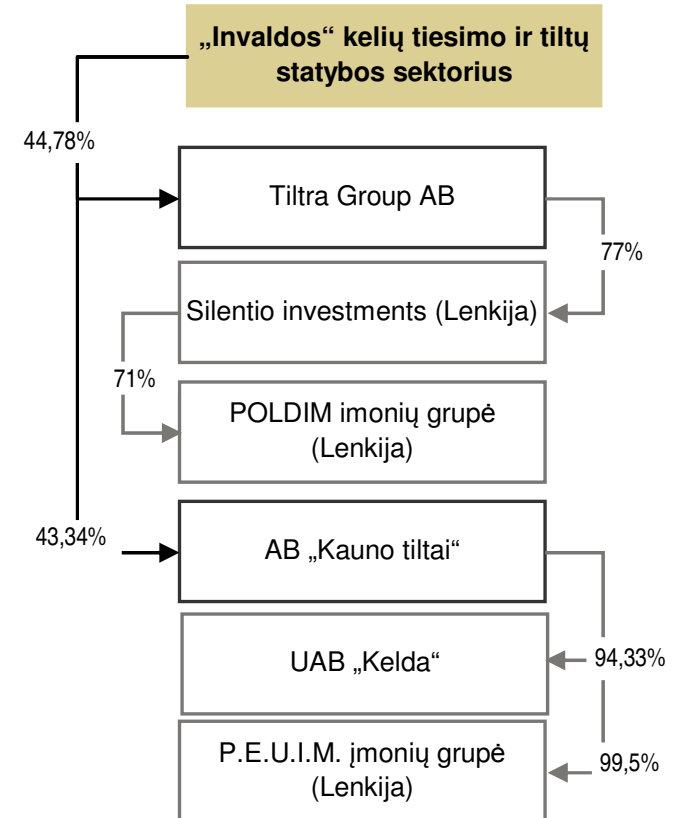 „Invaldos“ kelių tiesimo ir tiltų
statybos sektorius
44,78%
Tiltra Group AB
77%
Silentio investments (Lenkija)
71%
POLDIM imonių grupė
(Lenkija)
43,34%
AB „Kauno tiltai“
UAB „Kelda“
94,33%
P.E.U.I.M. įmonių grupė
(Lenkija)
99,5%